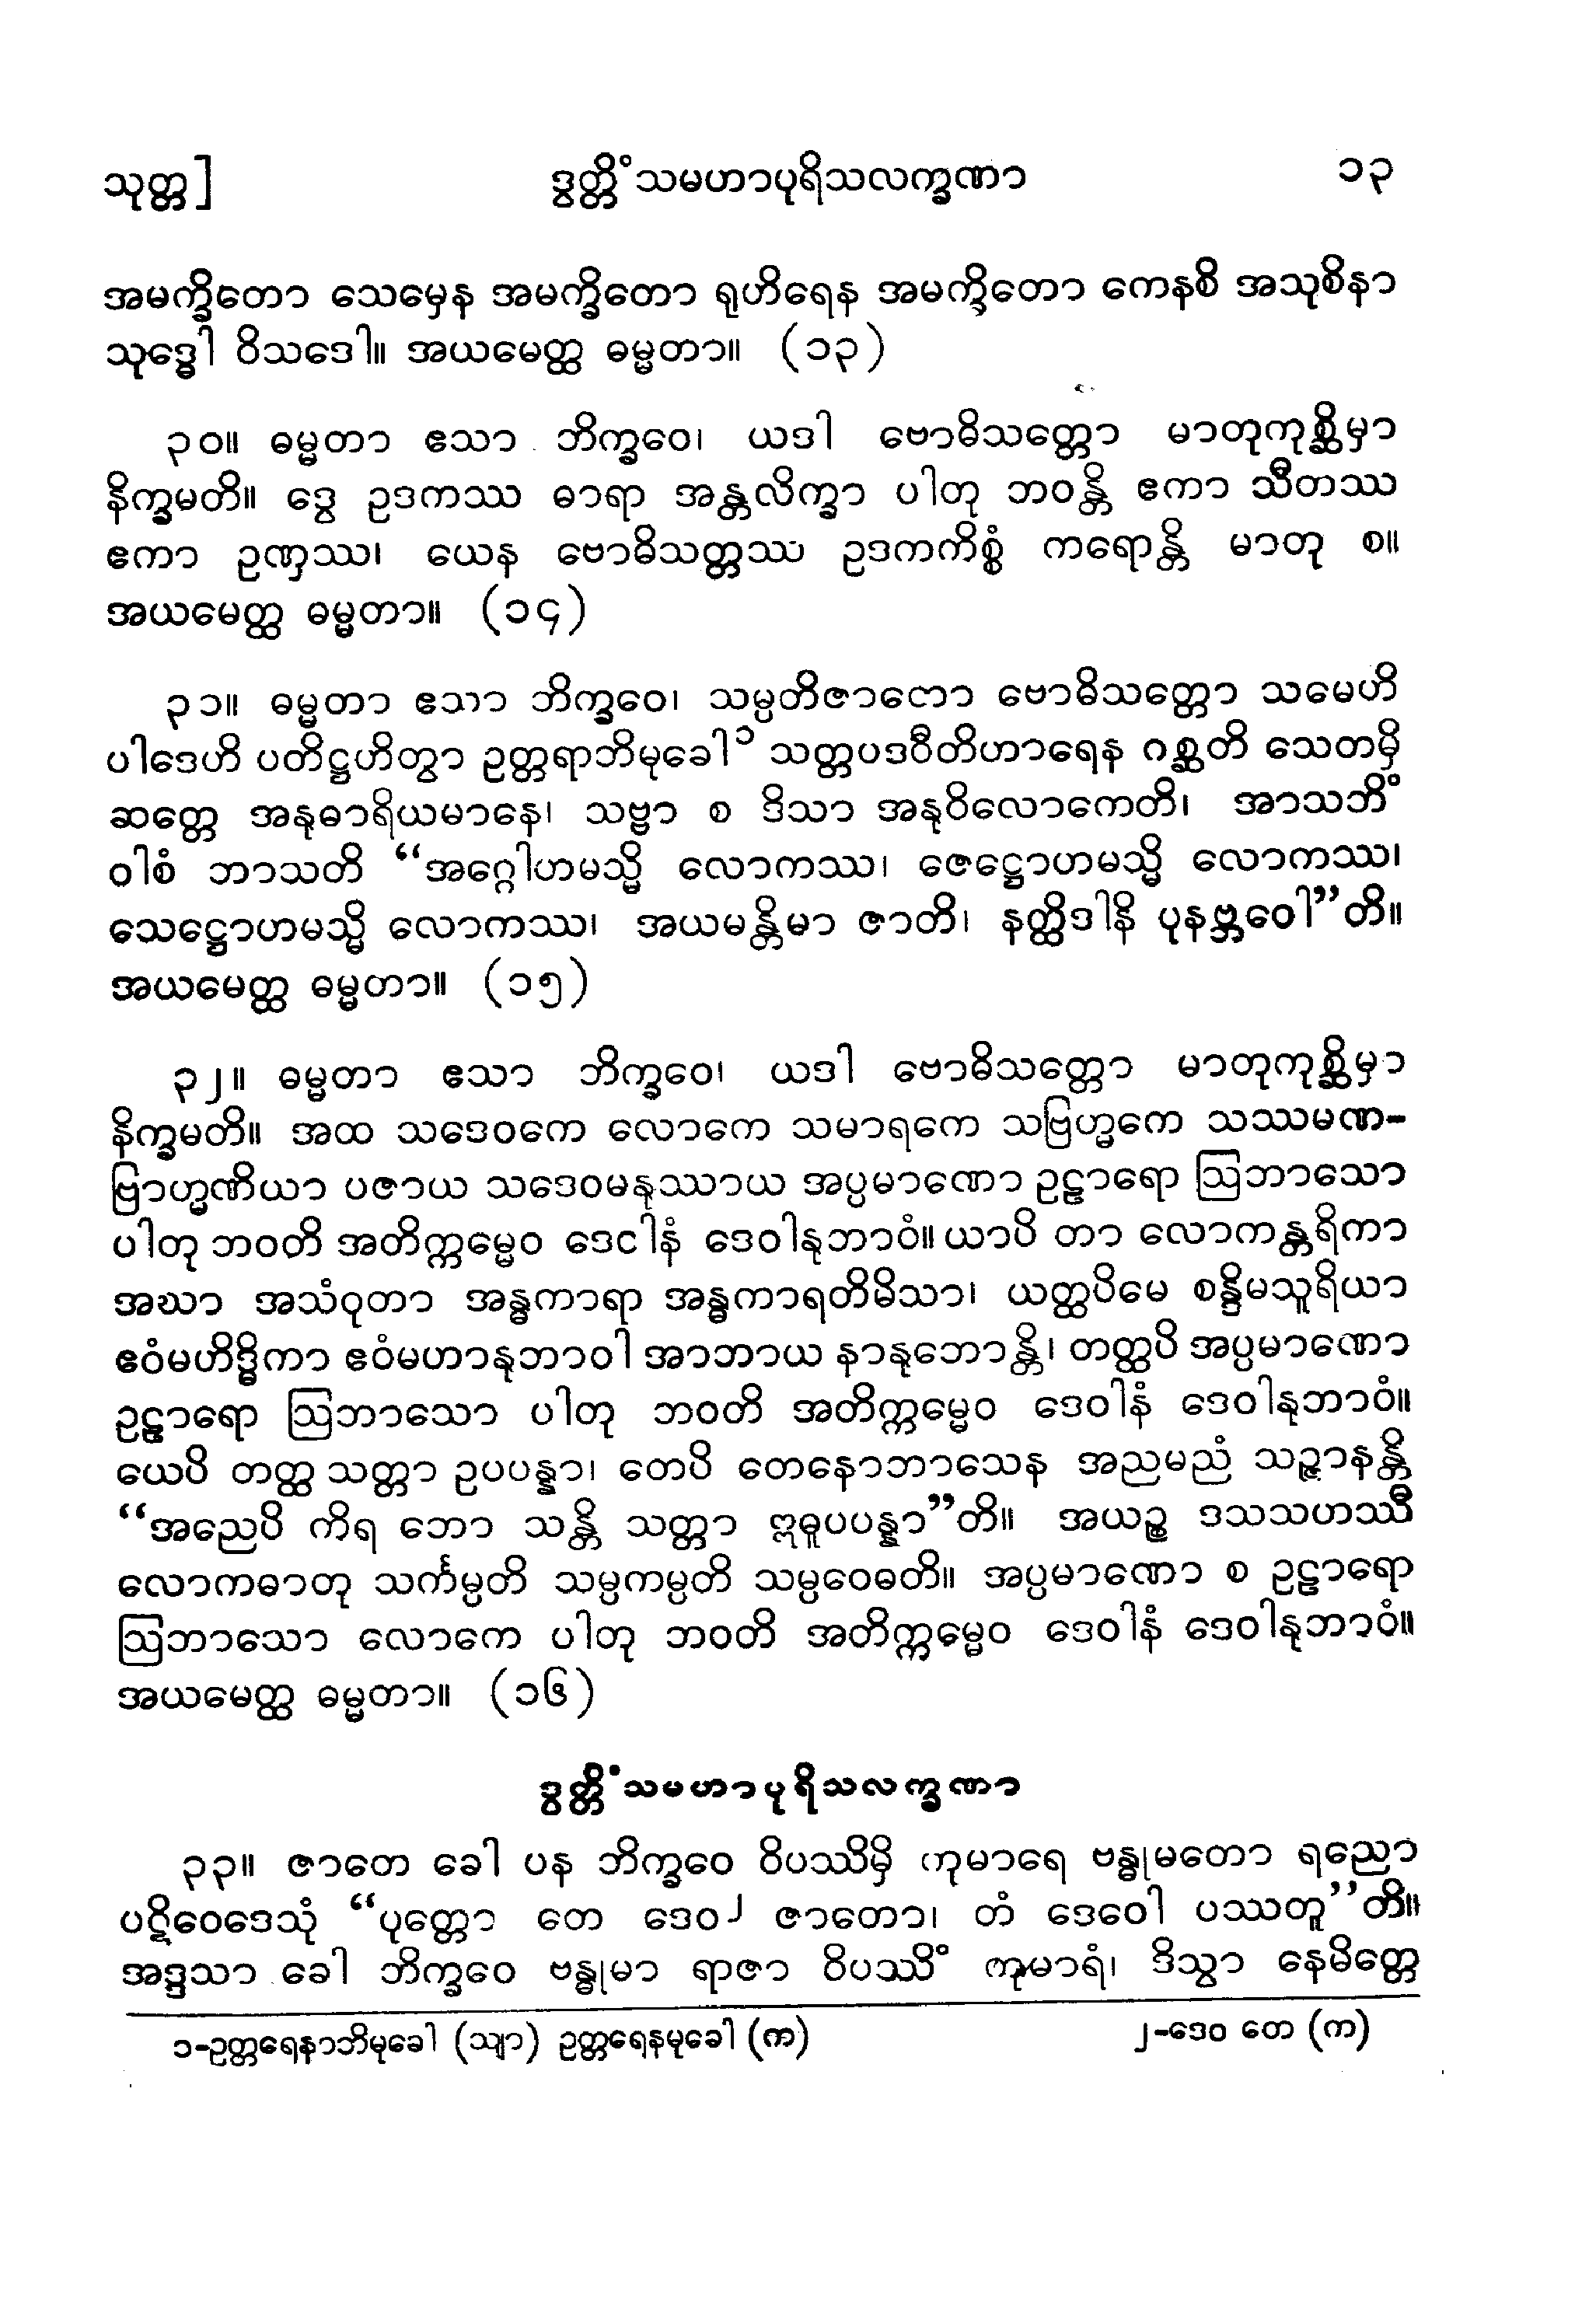 သုတ္တ] ဒွတ္တိံသမဟာပုရိသလက္ခဏာ ၁၃
အမက္ခိတော သေမှေန အမက္ခိတော ရုဟိရေန အမက္ခိတော ကေနစိ အသုစိနာ
သုဒ္ဓေါ ဝိသဒေါ။ အယမေတ္ထ ဓမ္မတာ။ (၁၃)
၃၀။ ဓမ္မတာ ဧသာ ဘိက္ခဝေ၊ ယဒါ ဗောဓိသတ္တော မာတုကုစ္ဆိမှာ
နိက္ခမတိ။ ဒွေ ဥဒကဿ ဓာရာ အန္တလိက္ခာ ပါတု ဘဝန္တိ ဧကာ သီတဿ
ဧကာ ဥဏှဿ၊ ယေန ဗောဓိသတ္တဿ ဥဒကကိစ္စံ ကရောန္တိ မာတု စ။
အယမေတ္ထ ဓမ္မတာ။ (၁၄)
၃၁။ ဓမ္မတာ ဧသာ ဘိက္ခဝေ၊ သမ္ပတိဇာတော ဗောဓိသတ္တော သမေဟိ
ပါဒေဟိ ပတိဋ္ဌဟိတွာ ဥတ္တရာဘိမုခေါ၁ သတ္တပဒဝီတိဟာရေန ဂစ္ဆတိ သေတမှိ
ဆတ္တေ အနုဓာရိယမာနေ၊ သဗ္ဗာ စ ဒိသာ အနုဝိလောကေတိ၊ အာသဘိံ
ဝါစံ ဘာသတိ “အဂ္ဂေါဟမသ္မိ လောကဿ၊ ဇေဋ္ဌောဟမသ္မိ လောကဿ၊
သေဋ္ဌောဟမသ္မိ လောကဿ၊ အယမန္တိမာ ဇာတိ၊ နတ္ထိဒါနိ ပုနဗ္ဘဝေါ”တိ။
အယမေတ္ထ ဓမ္မတာ။ (၁၅)
၃၂။ ဓမ္မတာ ဧသာ ဘိက္ခဝေ၊ ယဒါ ဗောဓိသတ္တော မာတုကုစ္ဆိမှာ
နိက္ခမတိ။ အထ သဒေဝကေ လောကေ သမာရကေ သဗြဟ္မကေ သဿမဏ-
ဗြာဟ္မဏိယာ ပဇာယ သဒေဝမနုဿာယ အပ္ပမာဏော ဥဠာရော ဩဘာသော
ပါတု ဘဝတိ အတိက္ကမ္မေဝ ဒေဝါနံ ဒေဝါနုဘာဝံ။ ယာပိ တာ လောကန္တရိကာ
အဃာ အသံဝုတာ အန္ဓကာရာ အန္ဓကာရတိမိသာ၊ ယတ္ထပိမေ စန္ဒိမသူရိယာ
ဧဝံမဟိဒ္ဓိကာ ဧဝံမဟာနုဘာဝါ အာဘာယ နာနုဘောန္တိ၊ တတ္ထပိ အပ္ပမာဏော
ဥဠာရော ဩဘာသော ပါတု ဘဝတိ အတိက္ကမ္မေဝ ဒေဝါနံ ဒေဝါနုဘာဝံ။
ယေပိ တတ္ထ သတ္တာ ဥပပန္နာ၊ တေပိ တေနောဘာသေန အညမညံ သဉ္ဇာနန္တိ
“အညေပိ ကိရ ဘော သန္တိ သတ္တာ ဣဓူပပန္နာ”တိ။ အယဉ္စ ဒသသဟဿီ
လောကဓာတု သင်္ကမ္ပတိ သမ္ပကမ္ပတိ သမ္ပဝေဓတိ။ အပ္ပမာဏော စ ဥဠာရော
ဩဘာသော လောကေ ပါတု ဘဝတိ အတိက္ကမ္မေဝ ဒေဝါနံ ဒေဝါနုဘာဝံ။
အယမေတ္ထ ဓမ္မတာ။ (၁၆)
ဒွတ္တိံသမဟာပုရိသလက္ခဏာ
၃၃။ ဇာတေ ခေါ ပန ဘိက္ခဝေ ဝိပဿိမှိ ကုမာရေ ဗန္ဓုမတော ရညော
ပဋိဝေဒေသုံ “ပုတ္တော တေ ဒေဝ၂ ဇာတော၊ တံ ဒေဝေါ ပဿတူ”တိ။
အဒ္ဒသာ ခေါ ဘိက္ခဝေ ဗန္ဓုမာ ရာဇာ ဝိပဿိံ ကုမာရံ၊ ဒိသွာ နေမိတ္တေ
၁-ဥတ္တရေနာဘိမုခေါ (သျာ) ဥတ္တရေနမုခေါ (က) ၂-ဒေဝ တေ (က)